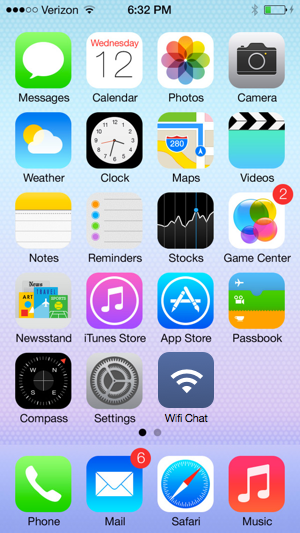 Verizon 6:32 PM
Wednesday
12
Messages Calendar Photos Camera
280
Weather Clock Maps Videos
2
Notes Reminders Stocks Game Center
News
ART
TRAVEL
SPORTS
Newsstand iTunes Store App Store Passbook
N
W E
S
Compass Settings Wifi Chat
6
Phone Mail Safari Music